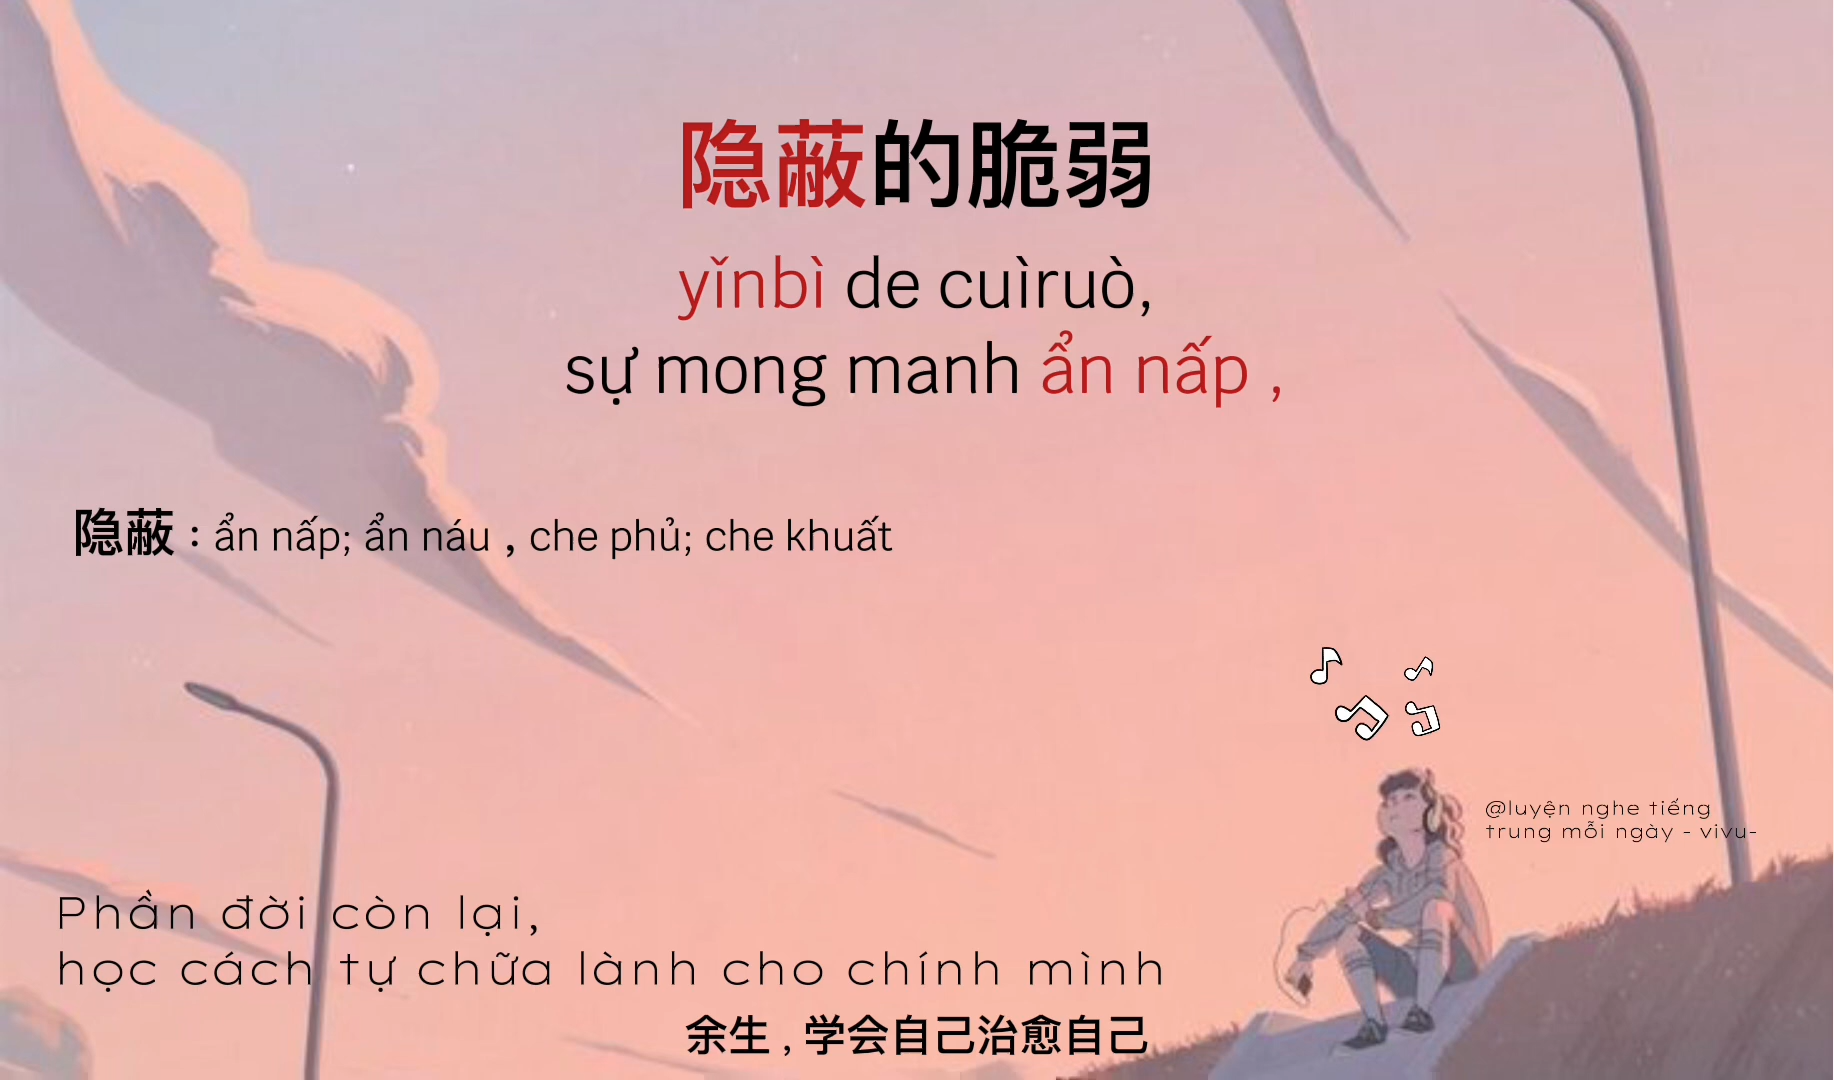 隐蔽的脆弱
yǐnbì de cuìruò,
sự mong manh ẩn nấp ,
隐蔽 : ẩn nấp; ẩn náu , che phủ; che khuất
@luyện nghe tiếng
trung mỗi ngày - vivu-
Phần đời còn lại,
học cách tự chữa lành cho chính mình
余生 , 学会自己治愈自己